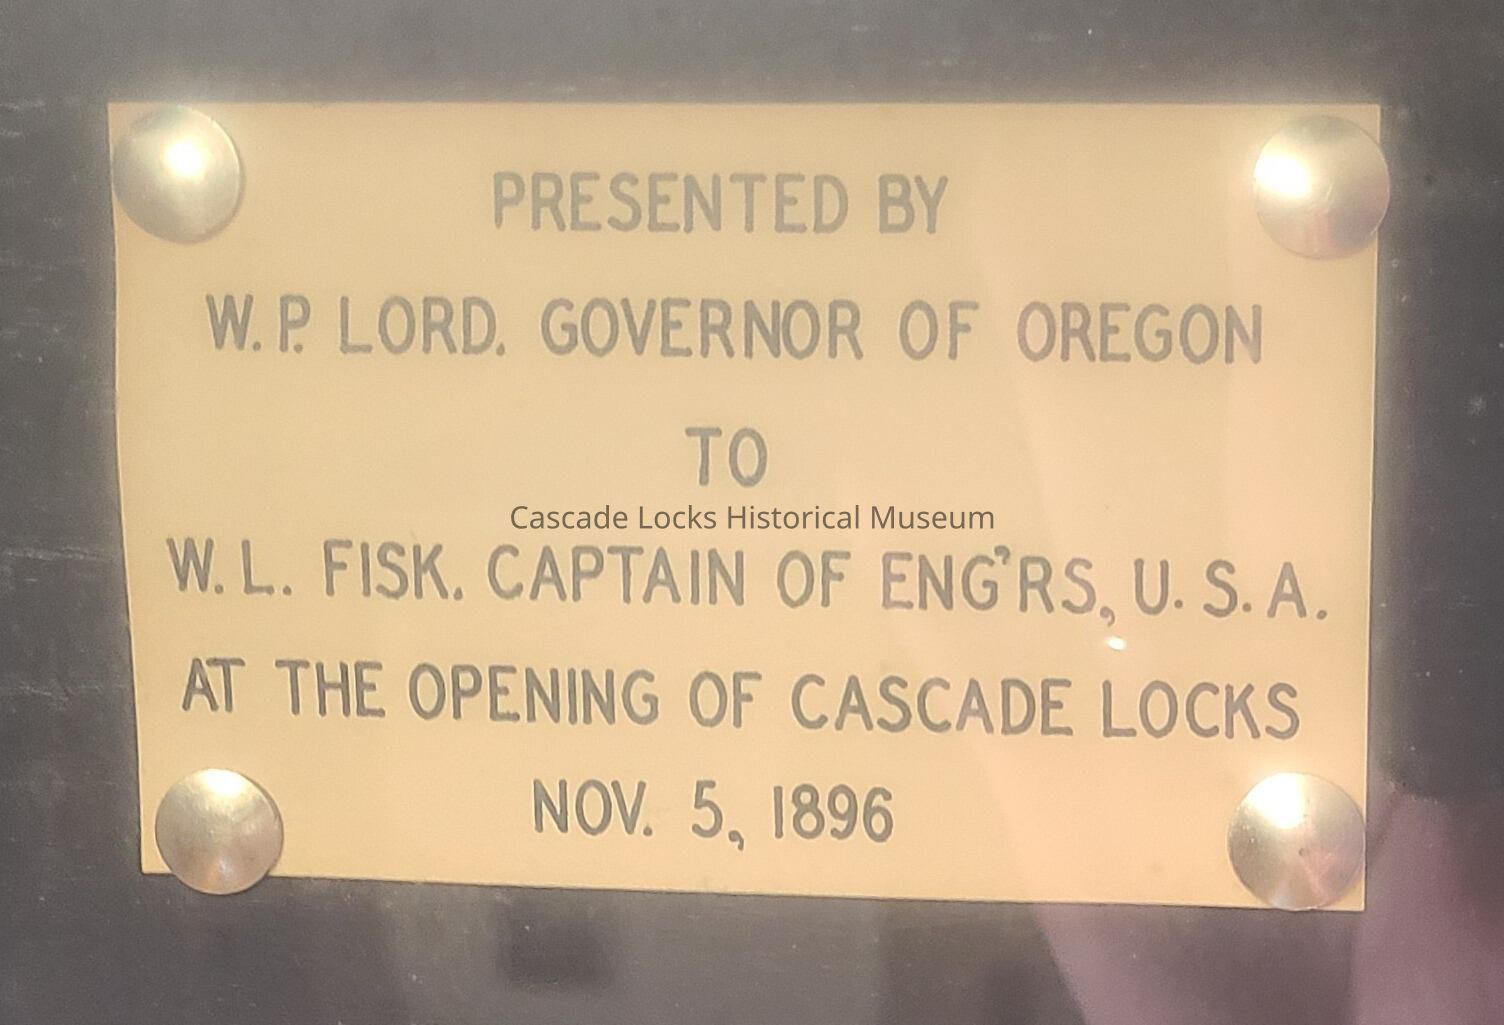 PRESENTED BY
W.P. LORD. GOVERNOR OF OREGON
TO
Cascade Locks Historical Museum
W.L. FISK. CAPTAIN OF ENG'RS, U.S.A.
AT THE OPENING OF CASCADE LOCKS
NOV. 5, 1896